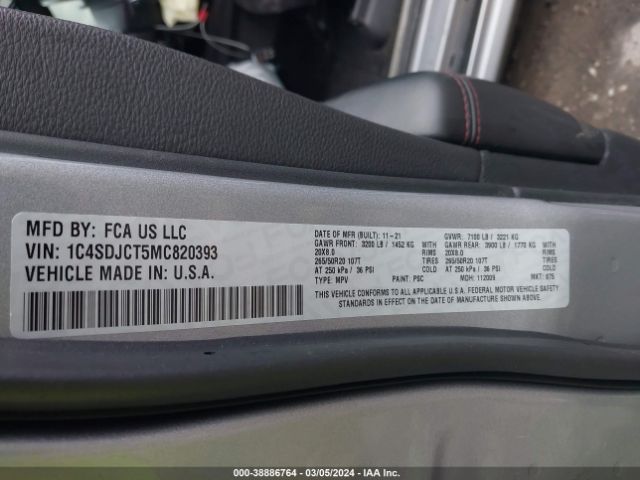 MFD BY: FCA US LLC
VIN: 1C4SDJCT5MC820393
VEHICLE MADE IN: U.S.A.
DATE OF MFR (BUILT): 11-21 GVWR: 7100 LB / 3221 KG
GAWR FRONT: 3200 LB / 1452 KG WITH GAWR REAR: 3900 LB / 1770 KG WITH
20X8.0 RIMS 20X8.0 RIMS
265/50R20 107T TIRES 265/50R20 107T TIRES
AT 250 kPa / 36 PSI COLD AT 250 kPa / 36 PSI COLD
TYPE: MPV PAINT: PSC MDH: 112009 MKT: 675
THIS VEHICLE CONFORMS TO ALL APPLICABLE U.S.A. FEDERAL MOTOR VEHICLE SAFETY
STANDARDS IN EFFECT ON THE DATE OF MANUFACTURE SHOWN ABOVE.
000-38886764 / 03/05/2024 - IAA Inc.